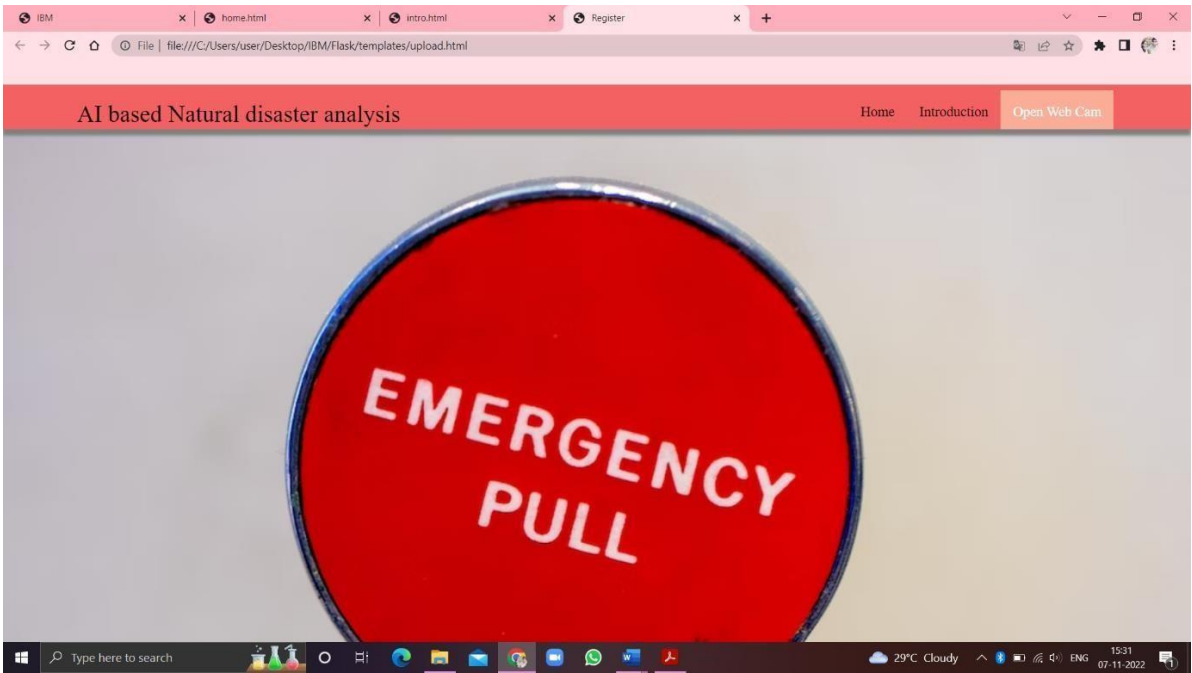 IBM
home.html
intro.html
Register
File | file:///C:/Users/user/Desktop/IBM/Flask/templates/upload.html
AI based Natural disaster analysis
Home
Introduction
Open Web Cam
EMERGENCY
PULL
Type here to search
29°C Cloudy
ENG
15:31
07-11-2022
1